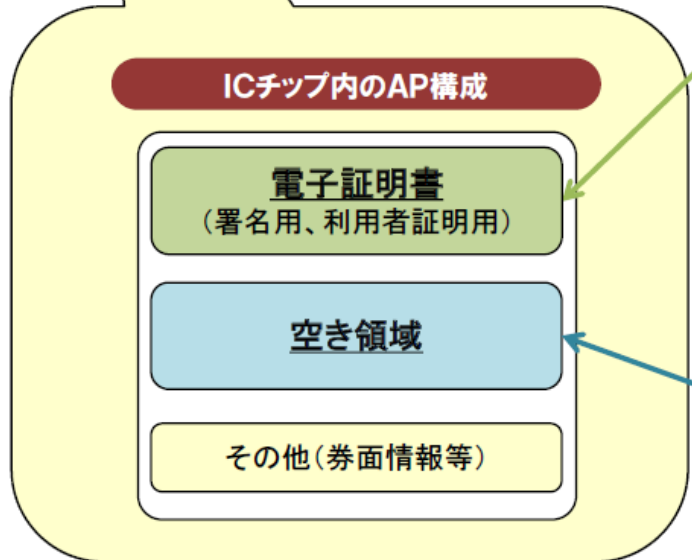 ICチップ内のAP構成
電子証明書
（署名用、利用者証明用）
空き領域
その他（券面情報等）